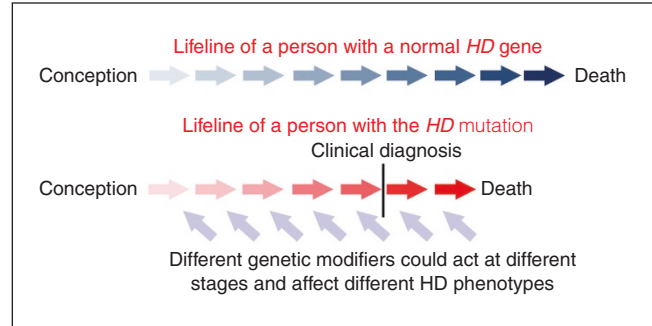 Lifeline of a person with a normal HD gene
Conception
Death
Lifeline of a person with the HD mutation
Clinical diagnosis
Conception
Death
Different genetic modifiers could act at different
stages and affect different HD phenotypes